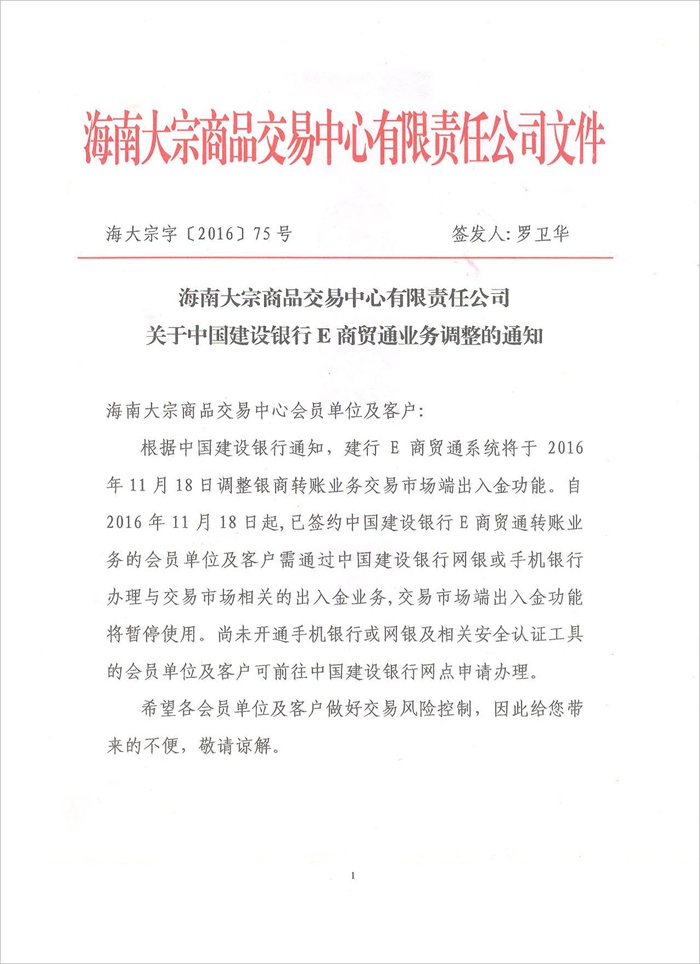 海南大宗商品交易中心有限责任公司文件
海大宗字〔2016〕75号 签发人:罗卫华
海南大宗商品交易中心有限责任公司
关于中国建设银行E商贸通业务调整的通知
海南大宗商品交易中心会员单位及客户:
根据中国建设银行通知，建行 E 商贸通系统将于 2016
年11月18日调整银商转账业务交易市场端出入金功能。自
2016年11月18日起,已签约中国建设银行E商贸通转账业
务的会员单位及客户需通过中国建设银行网银或手机银行
办理与交易市场相关的出入金业务,交易市场端出入金功能
将暂停使用。尚未开通手机银行或网银及相关安全认证工具
的会员单位及客户可前往中国建设银行网点申请办理。
希望各会员单位及客户做好交易风险控制，因此给您带
来的不便，敬请谅解。
1